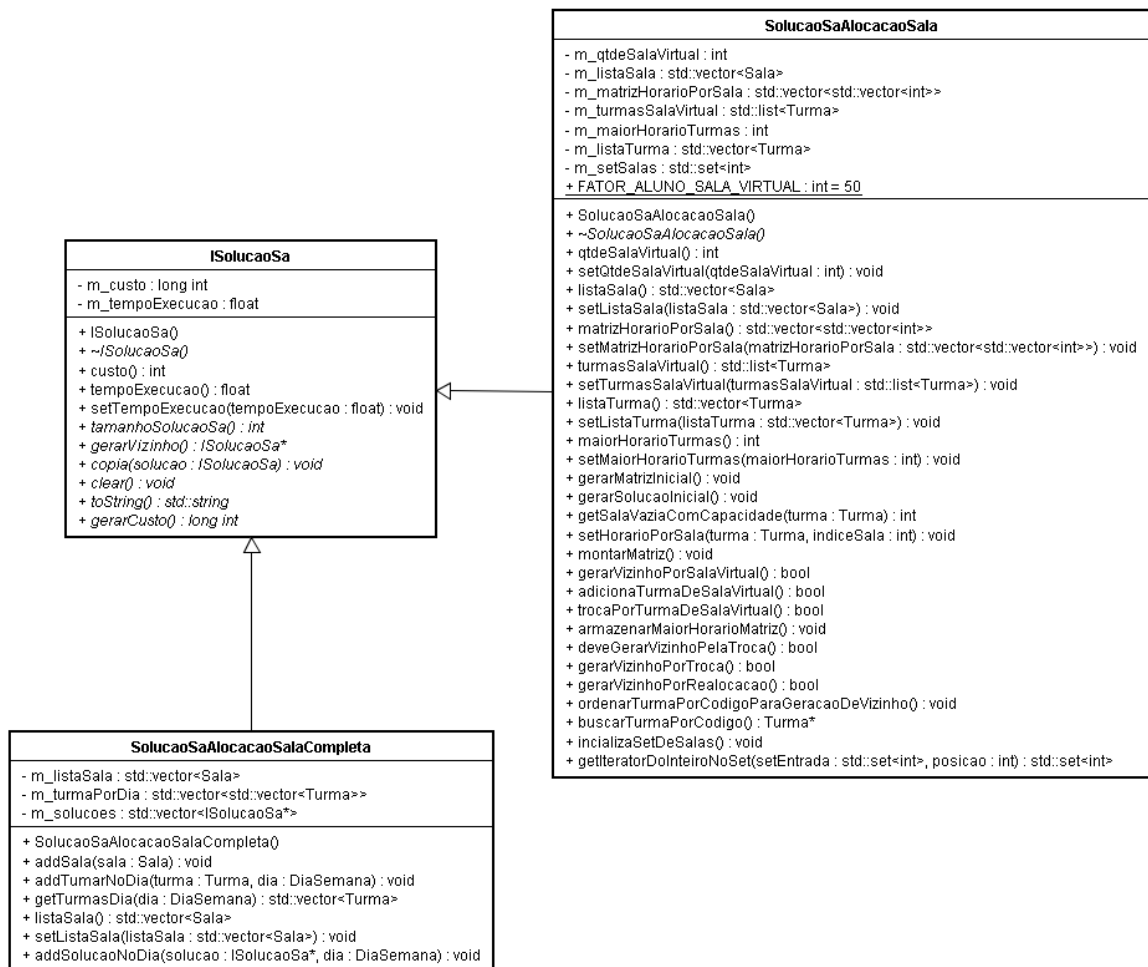 SolucaoSaAlocacaoSala
- m_qtdeSalaVirtual : int
- m_listaSala : std::vector<Sala>
- m_matrizHorarioPorSala : std::vector<std::vector<int>>
- m_turmasSalaVirtual : std::list<Turma>
- m_maiorHorarioTurmas : int
- m_listaTurma : std::vector<Turma>
- m_setSalas : std::set<int>
+ FATOR_ALUNO_SALA_VIRTUAL : int = 50
+ SolucaoSaAlocacaoSala()
+ ~SolucaoSaAlocacaoSala()
+ qtdeSalaVirtual() : int
+ setQtdeSalaVirtual(qtdeSalaVirtual : int) : void
+ listaSala() : std::vector<Sala>
+ setListaSala(listaSala : std::vector<Sala>) : void
+ matrizHorarioPorSala() : std::vector<std::vector<int>>
+ setMatrizHorarioPorSala(matrizHorarioPorSala : std::vector<std::vector<int>>) : void
+ turmasSalaVirtual() : std::list<Turma>
+ setTurmasSalaVirtual(turmasSalaVirtual : std::list<Turma>) : void
+ listaTurma() : std::vector<Turma>
+ setListaTurma(listaTurma : std::vector<Turma>) : void
+ maiorHorarioTurmas() : int
+ setMaiorHorarioTurmas(maiorHorarioTurmas : int) : void
+ gerarMatrizInicial() : void
+ gerarSolucaoInicial() : void
+ getSalaVaziaComCapacidade(turma : Turma) : int
+ setHorarioPorSala(turma : Turma, indiceSala : int) : void
+ montarMatriz() : void
+ gerarVizinhoPorSalaVirtual() : bool
+ adicionaTurmaDeSalaVirtual() : bool
+ trocaPorTurmaDeSalaVirtual() : bool
+ armazenarMaiorHorarioMatriz() : void
+ deveGerarVizinhoPelaTroca() : bool
+ gerarVizinhoPorTroca() : bool
+ gerarVizinhoPorRealocacao() : bool
+ ordenarTurmaPorCodigoParaGeracaoDeVizinho() : void
+ buscarTurmaPorCodigo() : Turma*
+ incializaSetDeSalas() : void
+ getIteratorDoInteiroNoSet(setEntrada : std::set<int>, posicao : int) : std::set<int>
ISolucaoSa
- m_custo : long int
- m_tempoExecucao : float
+ ISolucaoSa()
+ ~ISolucaoSa()
+ custo() : int
+ tempoExecucao() : float
+ setTempoExecucao(tempoExecucao : float) : void
+ tamanhoSolucaoSa() : int
+ gerarVizinho() : ISolucaoSa*
+ copia(solucao : ISolucaoSa) : void
+ clear() : void
+ toString() : std::string
+ gerarCusto() : long int
SolucaoSaAlocacaoSalaCompleta
- m_listaSala : std::vector<Sala>
- m_turmaPorDia : std::vector<std::vector<Turma>>
- m_solucoes : std::vector<ISolucaoSa*>
+ SolucaoSaAlocacaoSalaCompleta()
+ addSala(sala : Sala) : void
+ addTumarNoDia(turma : Turma, dia : DiaSemana) : void
+ getTurmasDia(dia : DiaSemana) : std::vector<Turma>
+ listaSala() : std::vector<Sala>
+ setListaSala(listaSala : std::vector<Sala>) : void
+ addSolucaoNoDia(solucao : ISolucaoSa*, dia : DiaSemana) : void